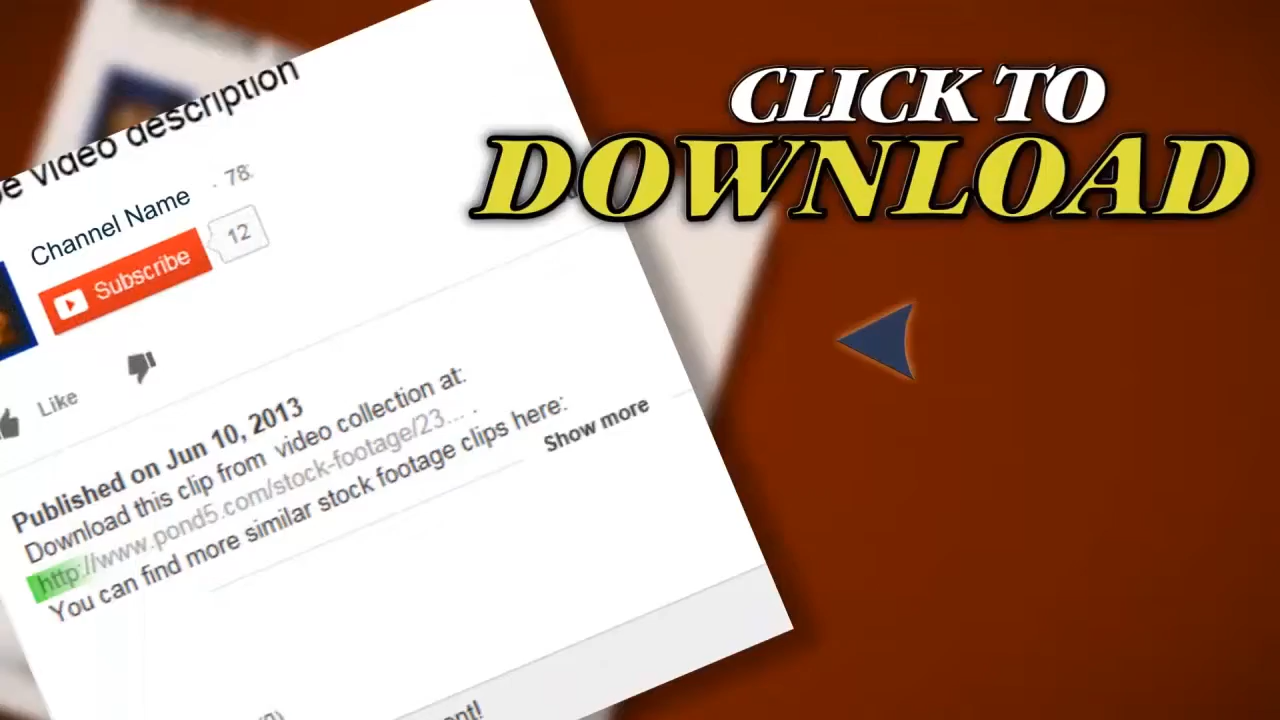 CLICK TO
DOWNLOAD
video description
Channel Name
78
Subscribe
12
Like
Published on Jun 10, 2013
Download this clip from video collection at:
http://www.pond5.com/stock-footage/23... .
You can find more similar stock footage clips here:
Show more